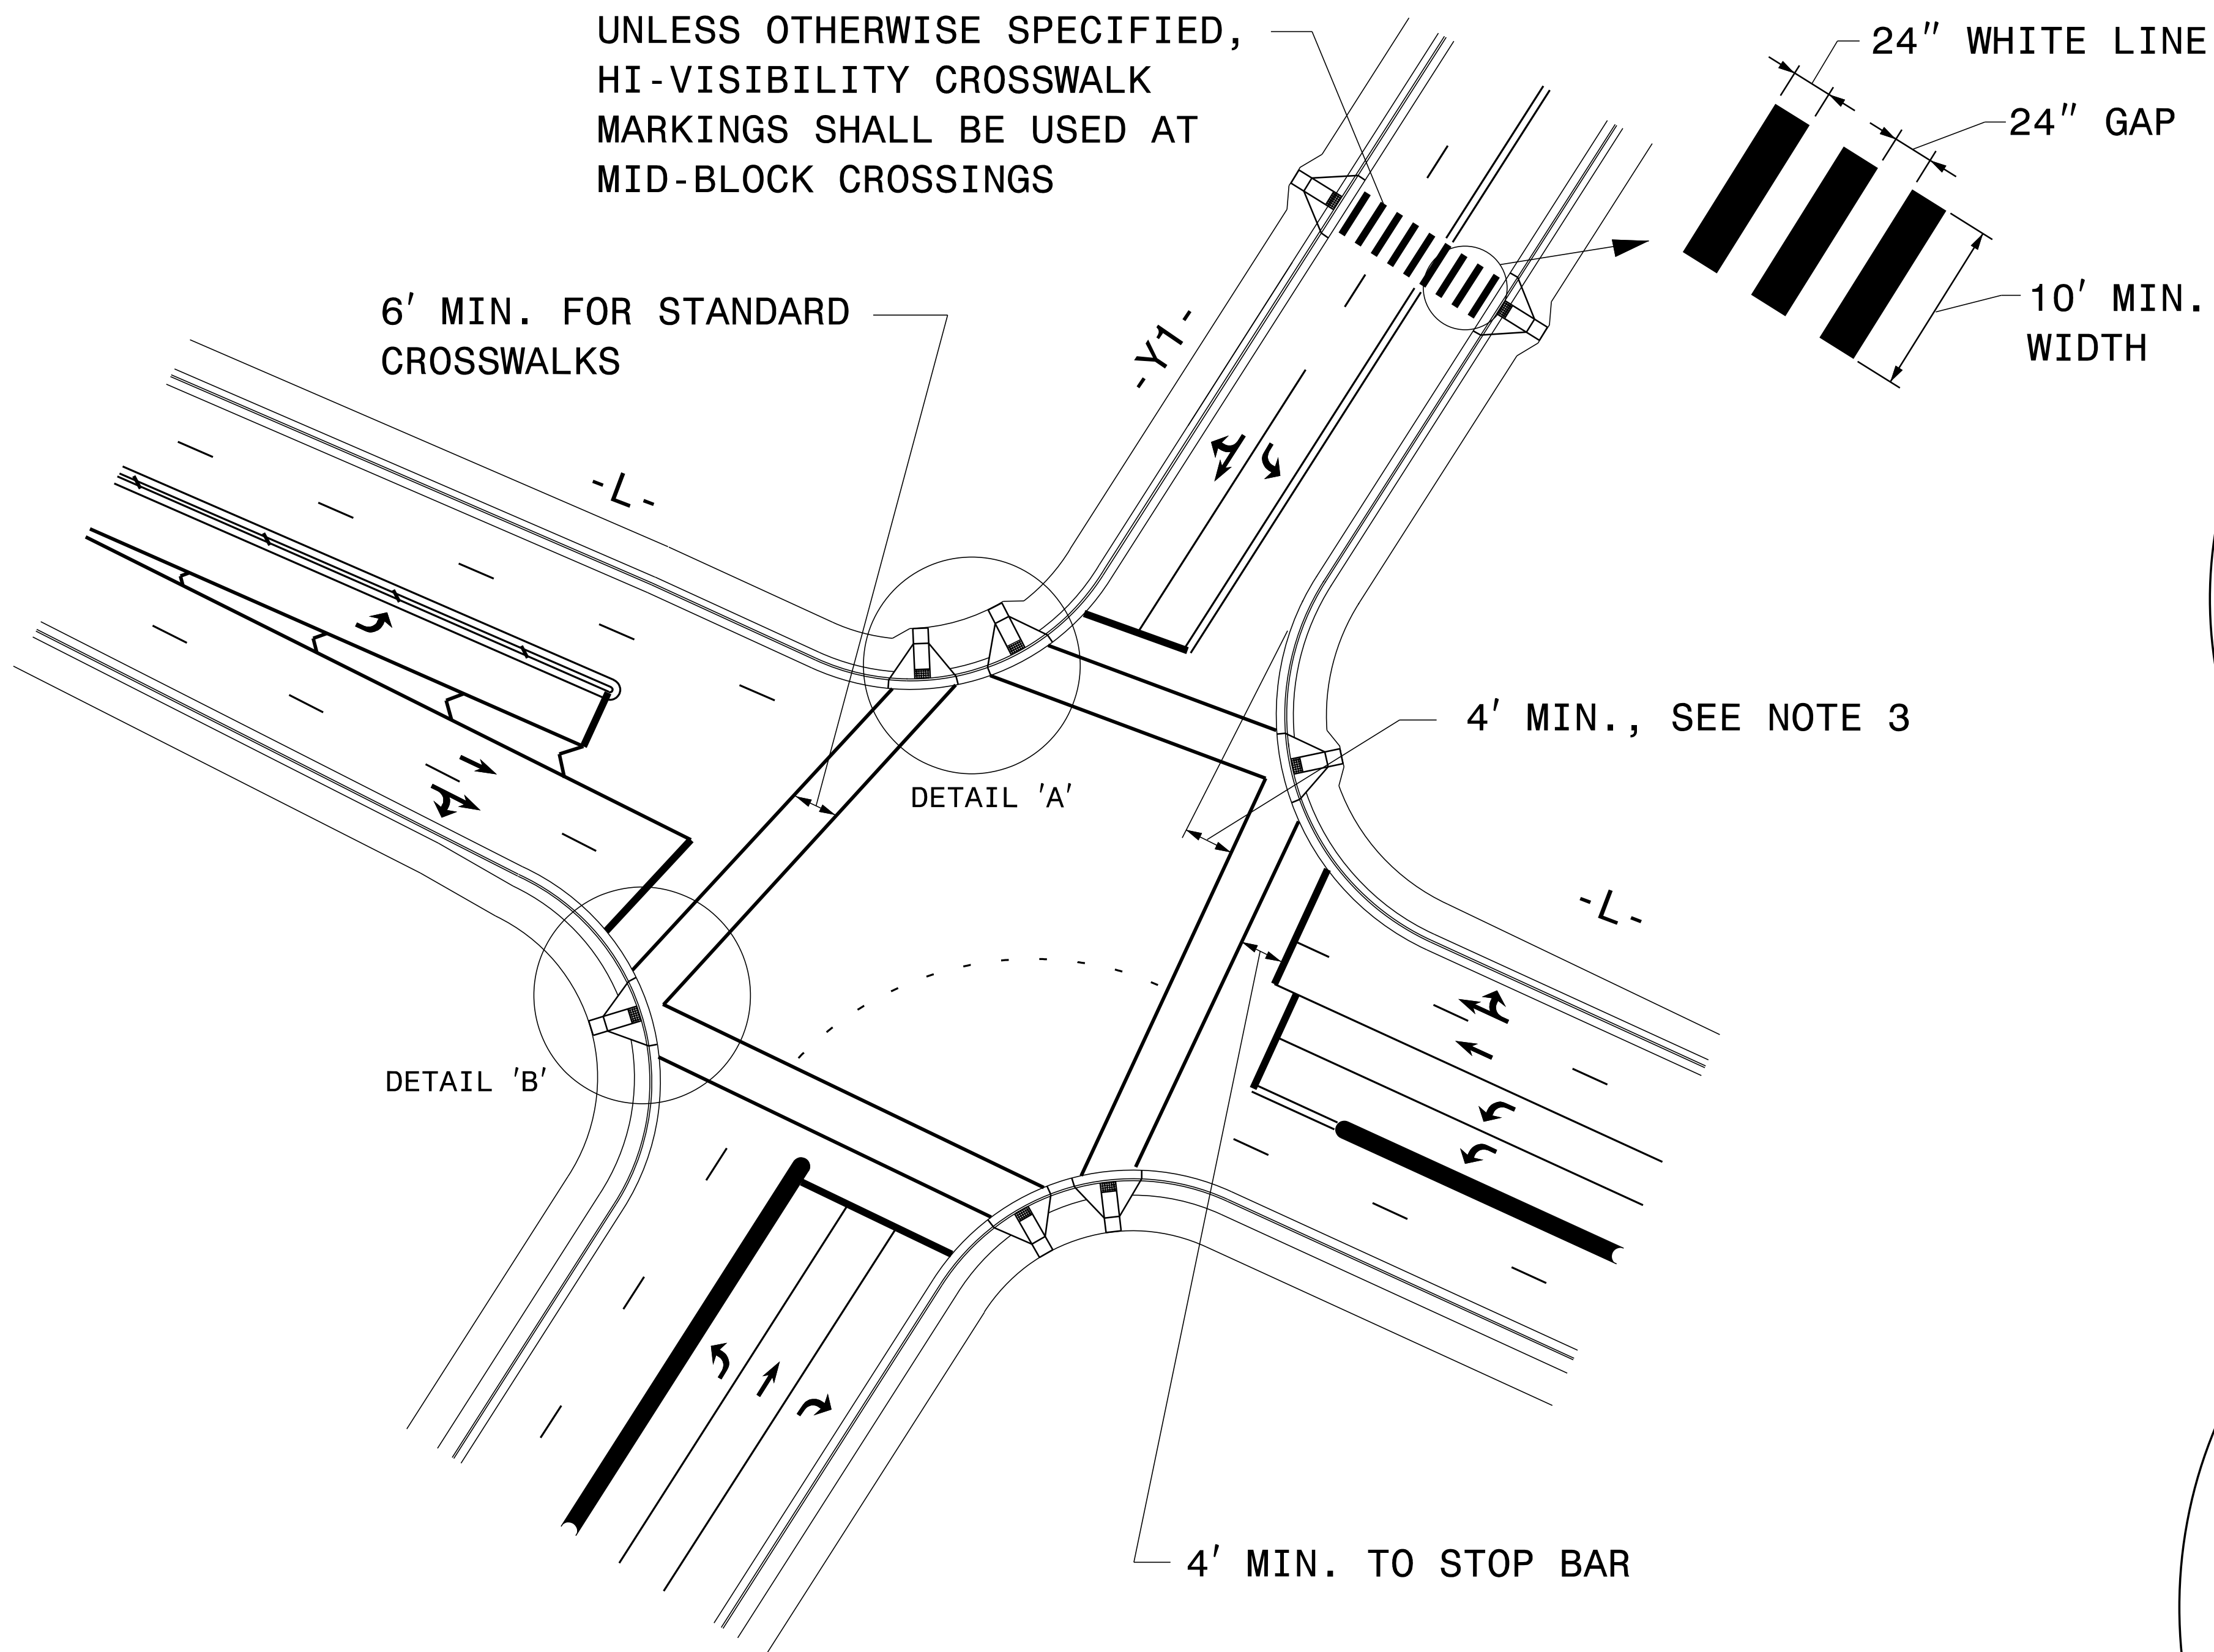 UNLESS OTHERWISE SPECIFIED,
HI-VISIBILITY CROSSWALK
MARKINGS SHALL BE USED AT
MID-BLOCK CROSSINGS
24" WHITE LINE
24" GAP
10' MIN.
WIDTH
6' MIN. FOR STANDARD
CROSSWALKS
-Y1-
-L-
4' MIN., SEE NOTE 3
DETAIL 'A'
-L-
DETAIL 'B'
4' MIN. TO STOP BAR